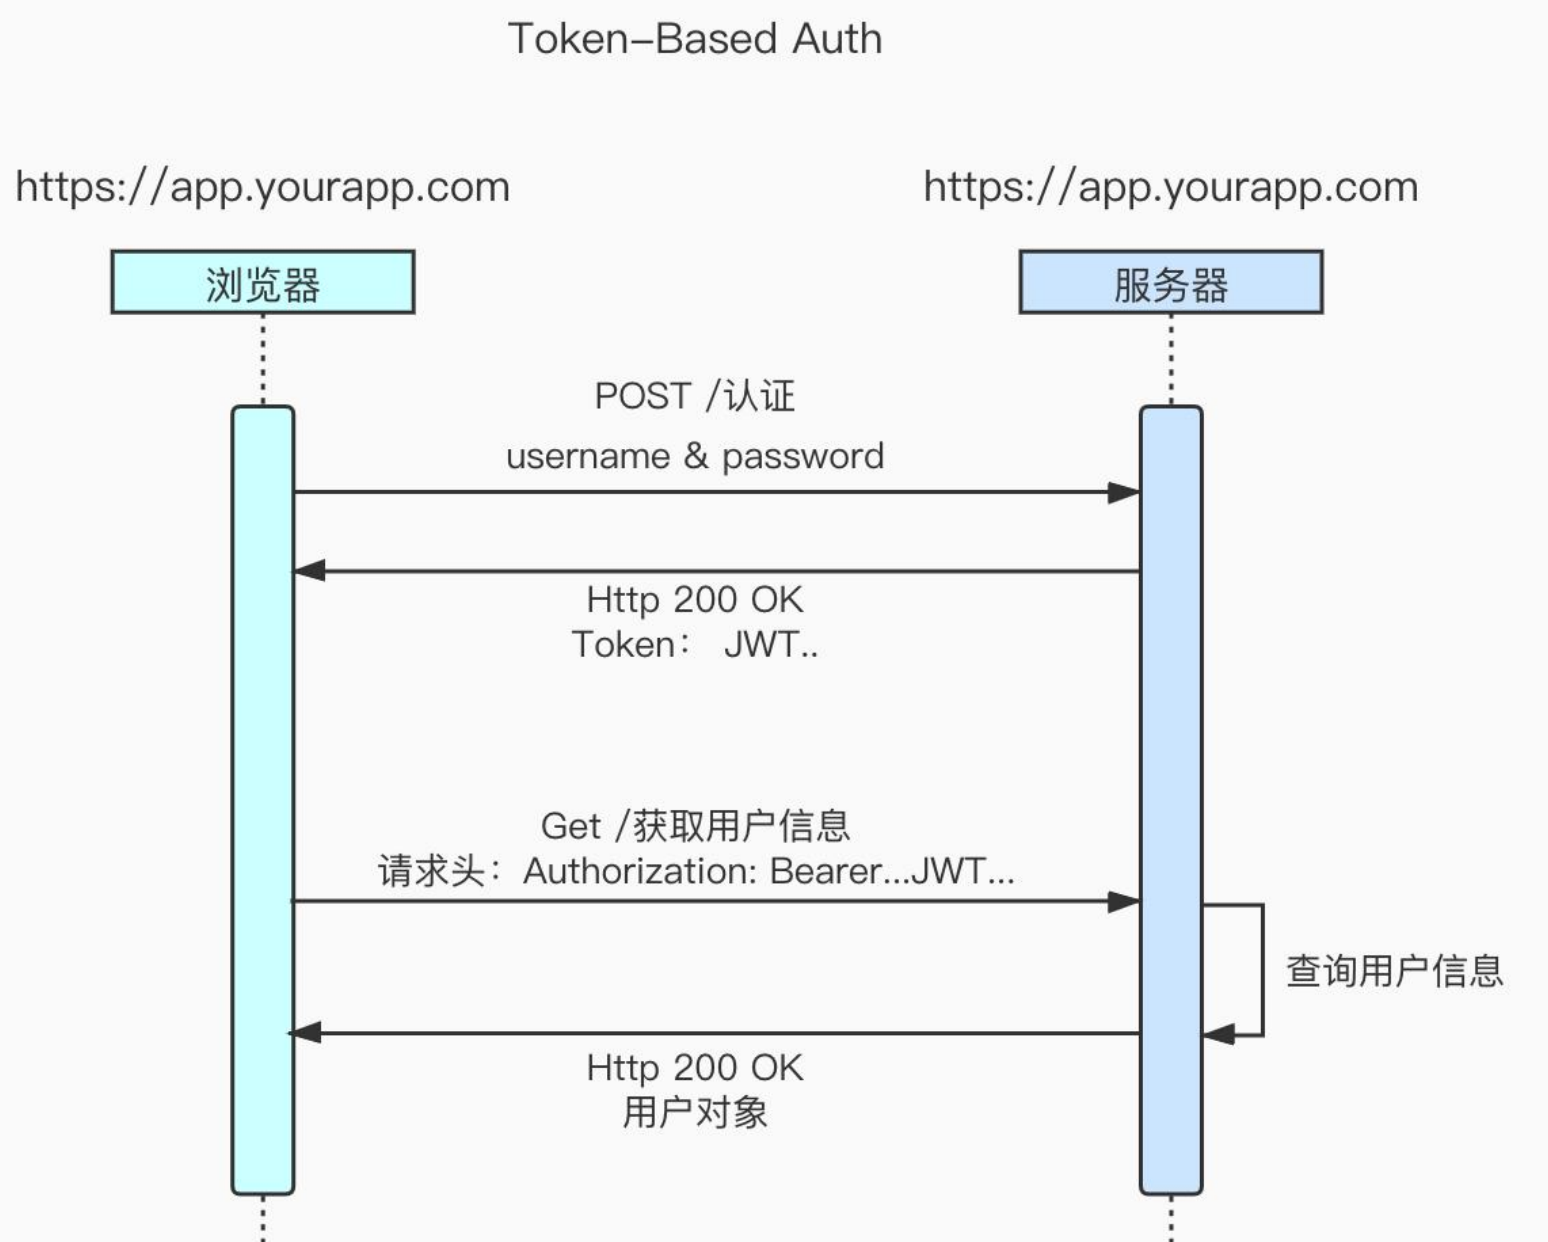 Token-Based Auth
https://app.yourapp.com
https://app.yourapp.com
浏览器
服务器
POST /认证
username & password
Http 200 OK
Token： JWT..
Get /获取用户信息
请求头：Authorization: Bearer...JWT...
查询用户信息
Http 200 OK
用户对象